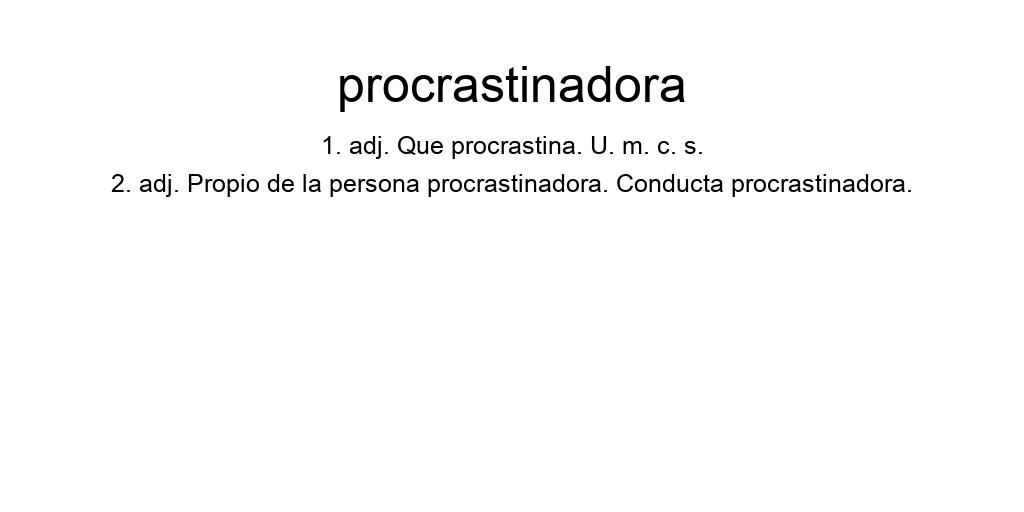 procrastinadora
1. adj. Que procrastina. U. m. c. s.
2. adj. Propio de la persona procrastinadora. Conducta procrastinadora.